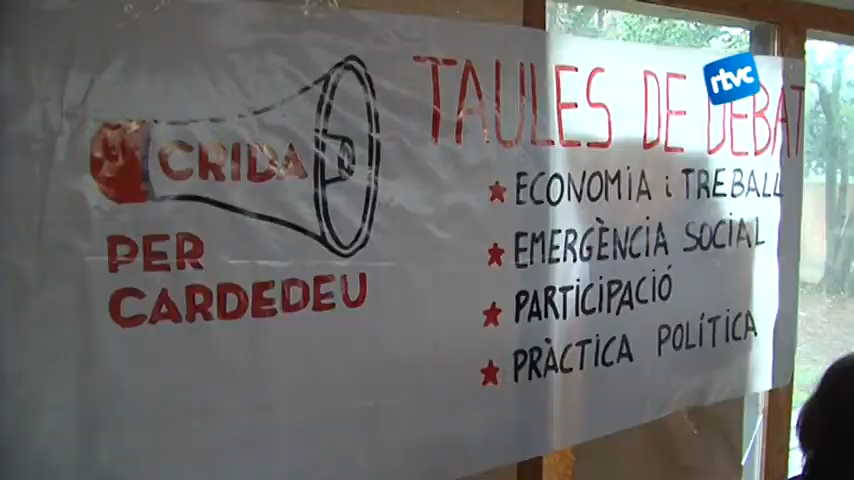 rtvc
CRIDA
PER
CARDEDEU
TAULES DE DEBAT
★ ECONOMIA i TREBALL
★ EMERGÈNCIA SOCIAL
★ PARTICIPACIÓ
★ PRÀCTICA POLÍTICA